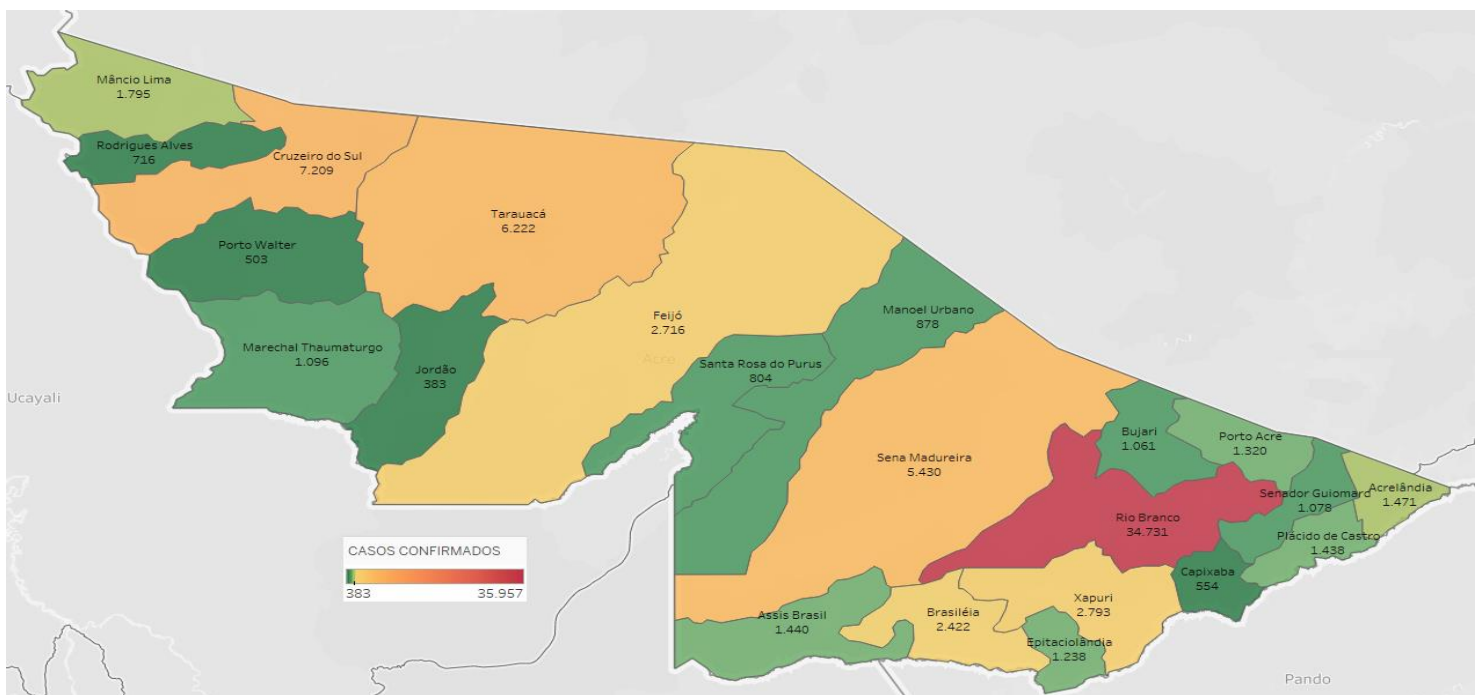 Mâncio Lima
1.795
Rodrigues Alves
716
Cruzeiro do Sul
7.209
Tarauacá
6.222
Porto Walter
503
Feijó
2.716
Manoel Urbano
878
Marechal Thaumaturgo
1.096
Jordão
383
Acre
Santa Rosa do Purus
804
Ucayali
Sena Madureira
5.430
Bujari
1.061
Porto Acre
1.320
Senador Guiomard
1.078
Acrelândia
1.471
Rio Branco
34.731
Plácido de Castro
1.438
CASOS CONFIRMADOS
383
35.957
Capixaba
554
Xapuri
2.793
Assis Brasil
1.440
Brasiléia
2.422
Epitaciolândia
1.238
Pando